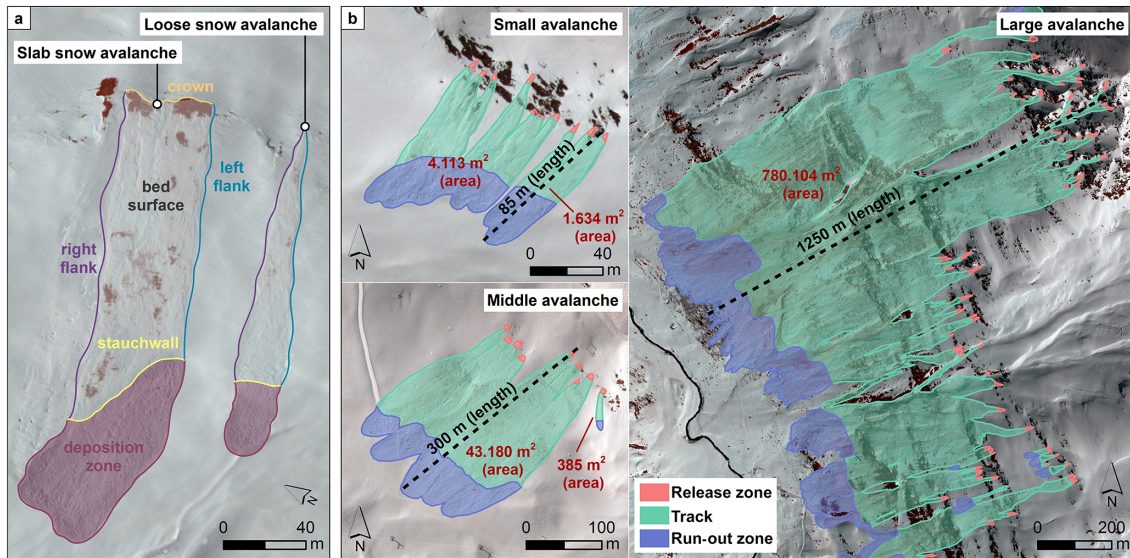 a
Loose snow avalanche
Slab snow avalanche
crown
left
flank
bed
surface
right
flank
stauchwall
deposition
zone
N
0 40
m
b
Small avalanche
4.113 m²
(area)
85 m (length)
1.634 m²
(area)
N
0 40
m
Middle avalanche
300 m (length)
43.180 m²
(area)
385 m²
(area)
N
0 100
m
Large avalanche
780.104 m²
(area)
1250 m (length)
Release zone
Track
Run-out zone
N
0 200
m